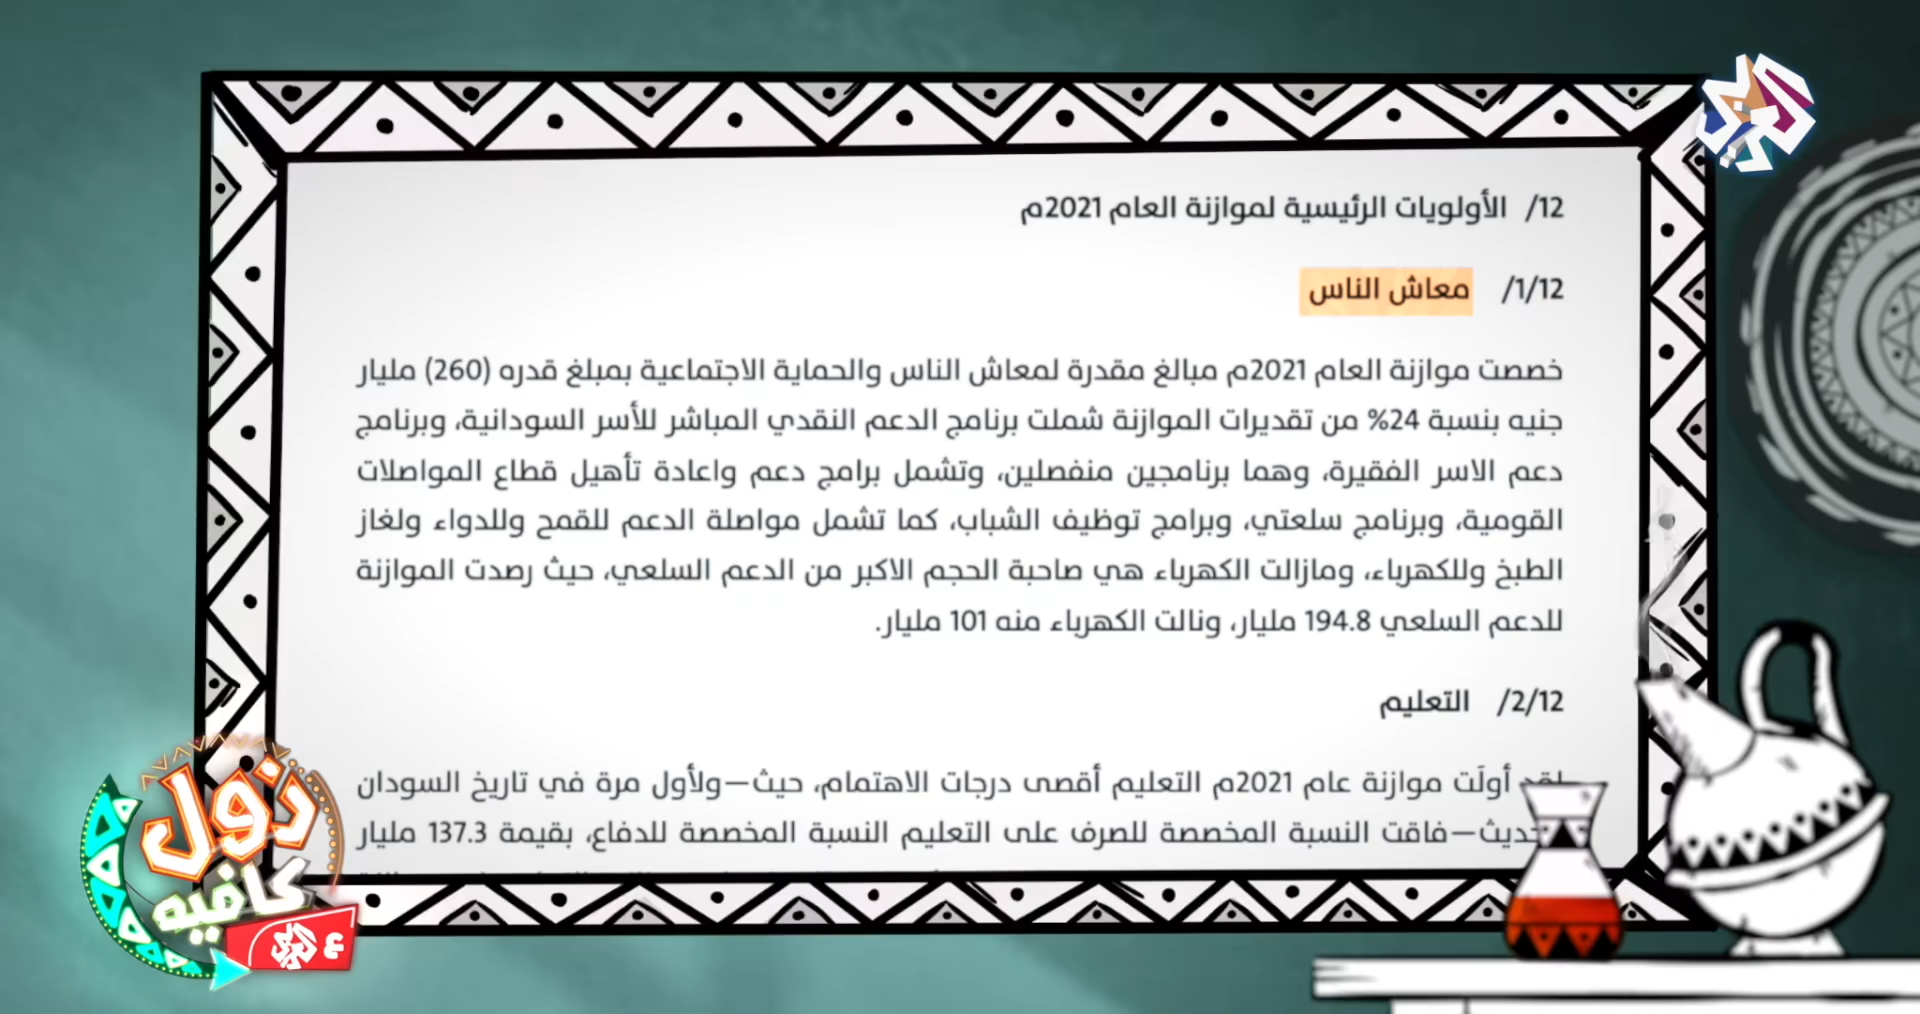 12/ الأولويات الرئيسية لموازنة العام 2021م
1/12/ معاش الناس
خصصت موازنة العام 2021م مبالغ مقدرة لمعاش الناس والحماية الاجتماعية بمبلغ قدره (260) مليار
جنيه بنسبة 24% من تقديرات الموازنة شملت برنامج الدعم النقدي المباشر للأسر السودانية، وبرنامج
دعم الاسر الفقيرة، وهما برنامجين منفصلين، وتشمل برامج دعم واعادة تأهيل قطاع المواصلات
القومية، وبرنامج سلعتي، وبرامج توظيف الشباب، كما تشمل مواصلة الدعم للقمح وللدواء ولغاز
الطبخ وللكهرباء، ومازالت الكهرباء هي صاحبة الحجم الاكبر من الدعم السلعي، حيث رصدت الموازنة
للدعم السلعي 194.8 مليار، ونالت الكهرباء منه 101 مليار.
2/12/ التعليم
أولَت موازنة عام 2021م التعليم أقصى درجات الاهتمام، حيث—ولأول مرة في تاريخ السودان
—فاقت النسبة المخصصة للصرف على التعليم النسبة المخصصة للدفاع، بقيمة 137.3 مليار
زول
كافيه
ع
العربي
العربي